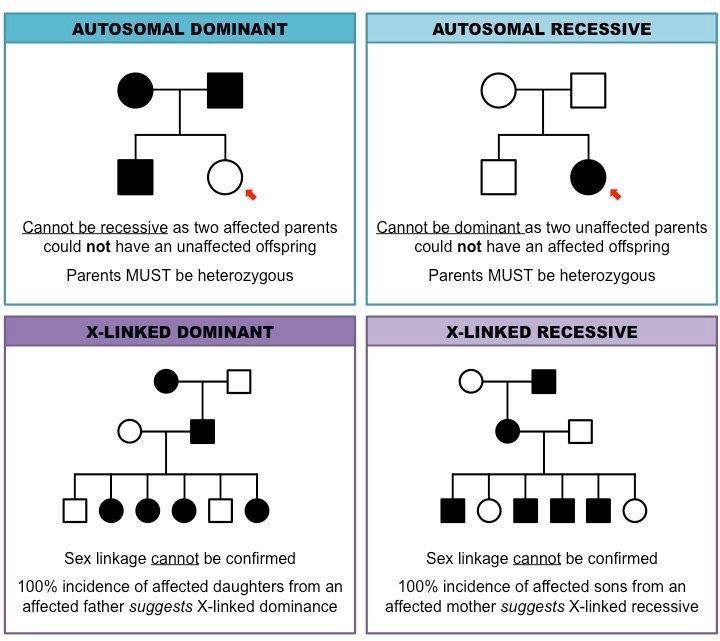 AUTOSOMAL DOMINANT
Cannot be recessive as two affected parents
could not have an unaffected offspring
Parents MUST be heterozygous
AUTOSOMAL RECESSIVE
Cannot be dominant as two unaffected parents
could not have an affected offspring
Parents MUST be heterozygous
X-LINKED DOMINANT
Sex linkage cannot be confirmed
100% incidence of affected daughters from an
affected father suggests X-linked dominance
X-LINKED RECESSIVE
Sex linkage cannot be confirmed
100% incidence of affected sons from an
affected mother suggests X-linked recessive